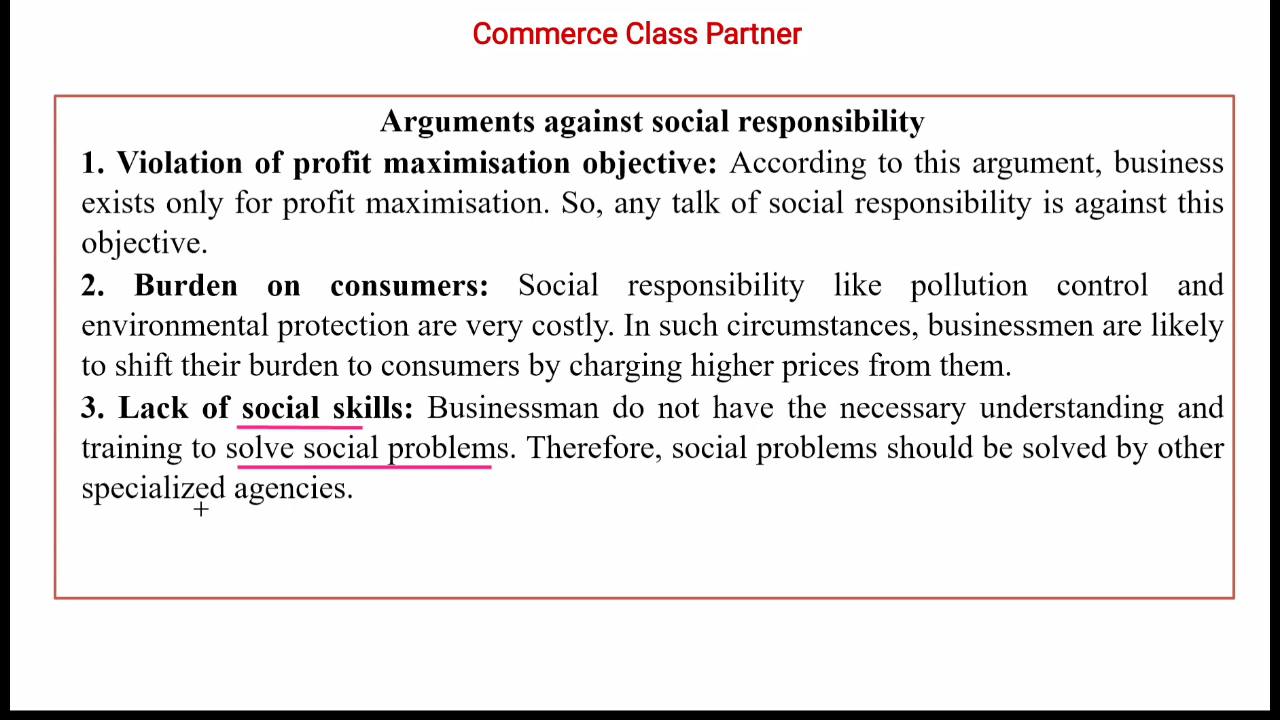 Commerce Class Partner
Arguments against social responsibility
1. Violation of profit maximisation objective: According to this argument, business
exists only for profit maximisation. So, any talk of social responsibility is against this
objective.
2. Burden on consumers: Social responsibility like pollution control and
environmental protection are very costly. In such circumstances, businessmen are likely
to shift their burden to consumers by charging higher prices from them.
3. Lack of social skills: Businessman do not have the necessary understanding and
training to solve social problems. Therefore, social problems should be solved by other
specialized agencies.